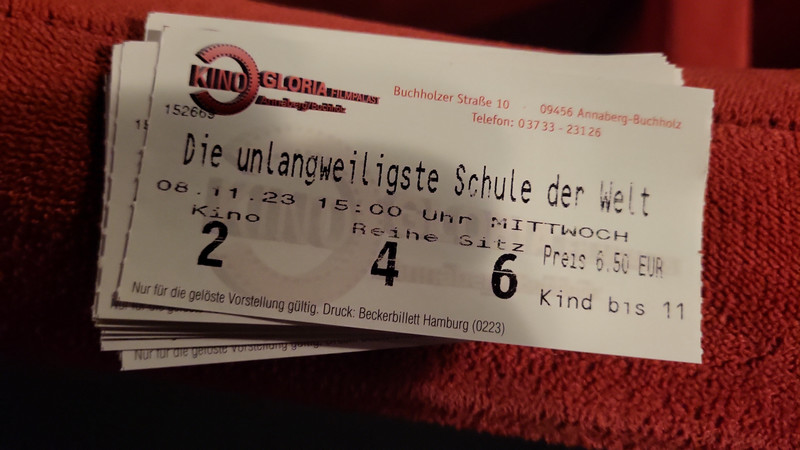 KINO GLORIA FILMPALAST
Annaberg/Buchholz
Buchholzer Straße 10 09456 Annaberg-Buchholz
Telefon: 03733 - 23126
Die unlangweiligste Schule der Welt
08.11.23 15:00 Uhr MITTWOCH
Kino Reihe Sitz Preis 6.50 EUR
2 4 6 Kind bis 11
Nur für die gelöste Vorstellung gültig. Druck: Beckerbillett Hamburg (0223)
Nur für die gelöste Vorstellung gültig.